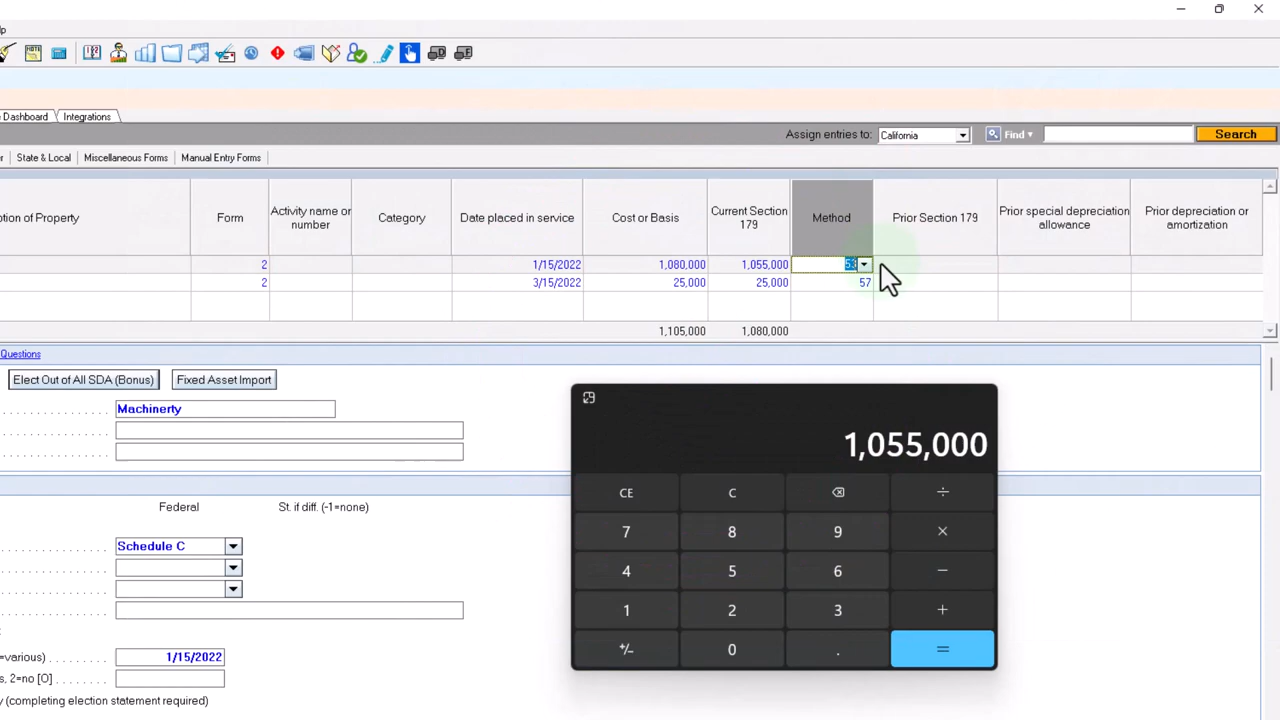 lp
e Dashboard Integrations
Assign entries to: California Find Search
r State & Local Miscellaneous Forms Manual Entry Forms
ption of Property Form Activity name or number Category Date placed in service Cost or Basis Current Section 179 Method Prior Section 179 Prior special depreciation allowance Prior depreciation or amortization
2 1/15/2022 1,080,000 1,055,000 53
2 3/15/2022 25,000 25,000 57
1,105,000 1,080,000
Questions
Elect Out of All SDA (Bonus) Fixed Asset Import
Machinerty
1,055,000
CE C ÷
7 8 9 ×
4 5 6 −
1 2 3 +
+/− 0 . =
Federal St. if diff. (-1=none)
Schedule C
=various) 1/15/2022
s, 2=no [O]
y (completing election statement required)